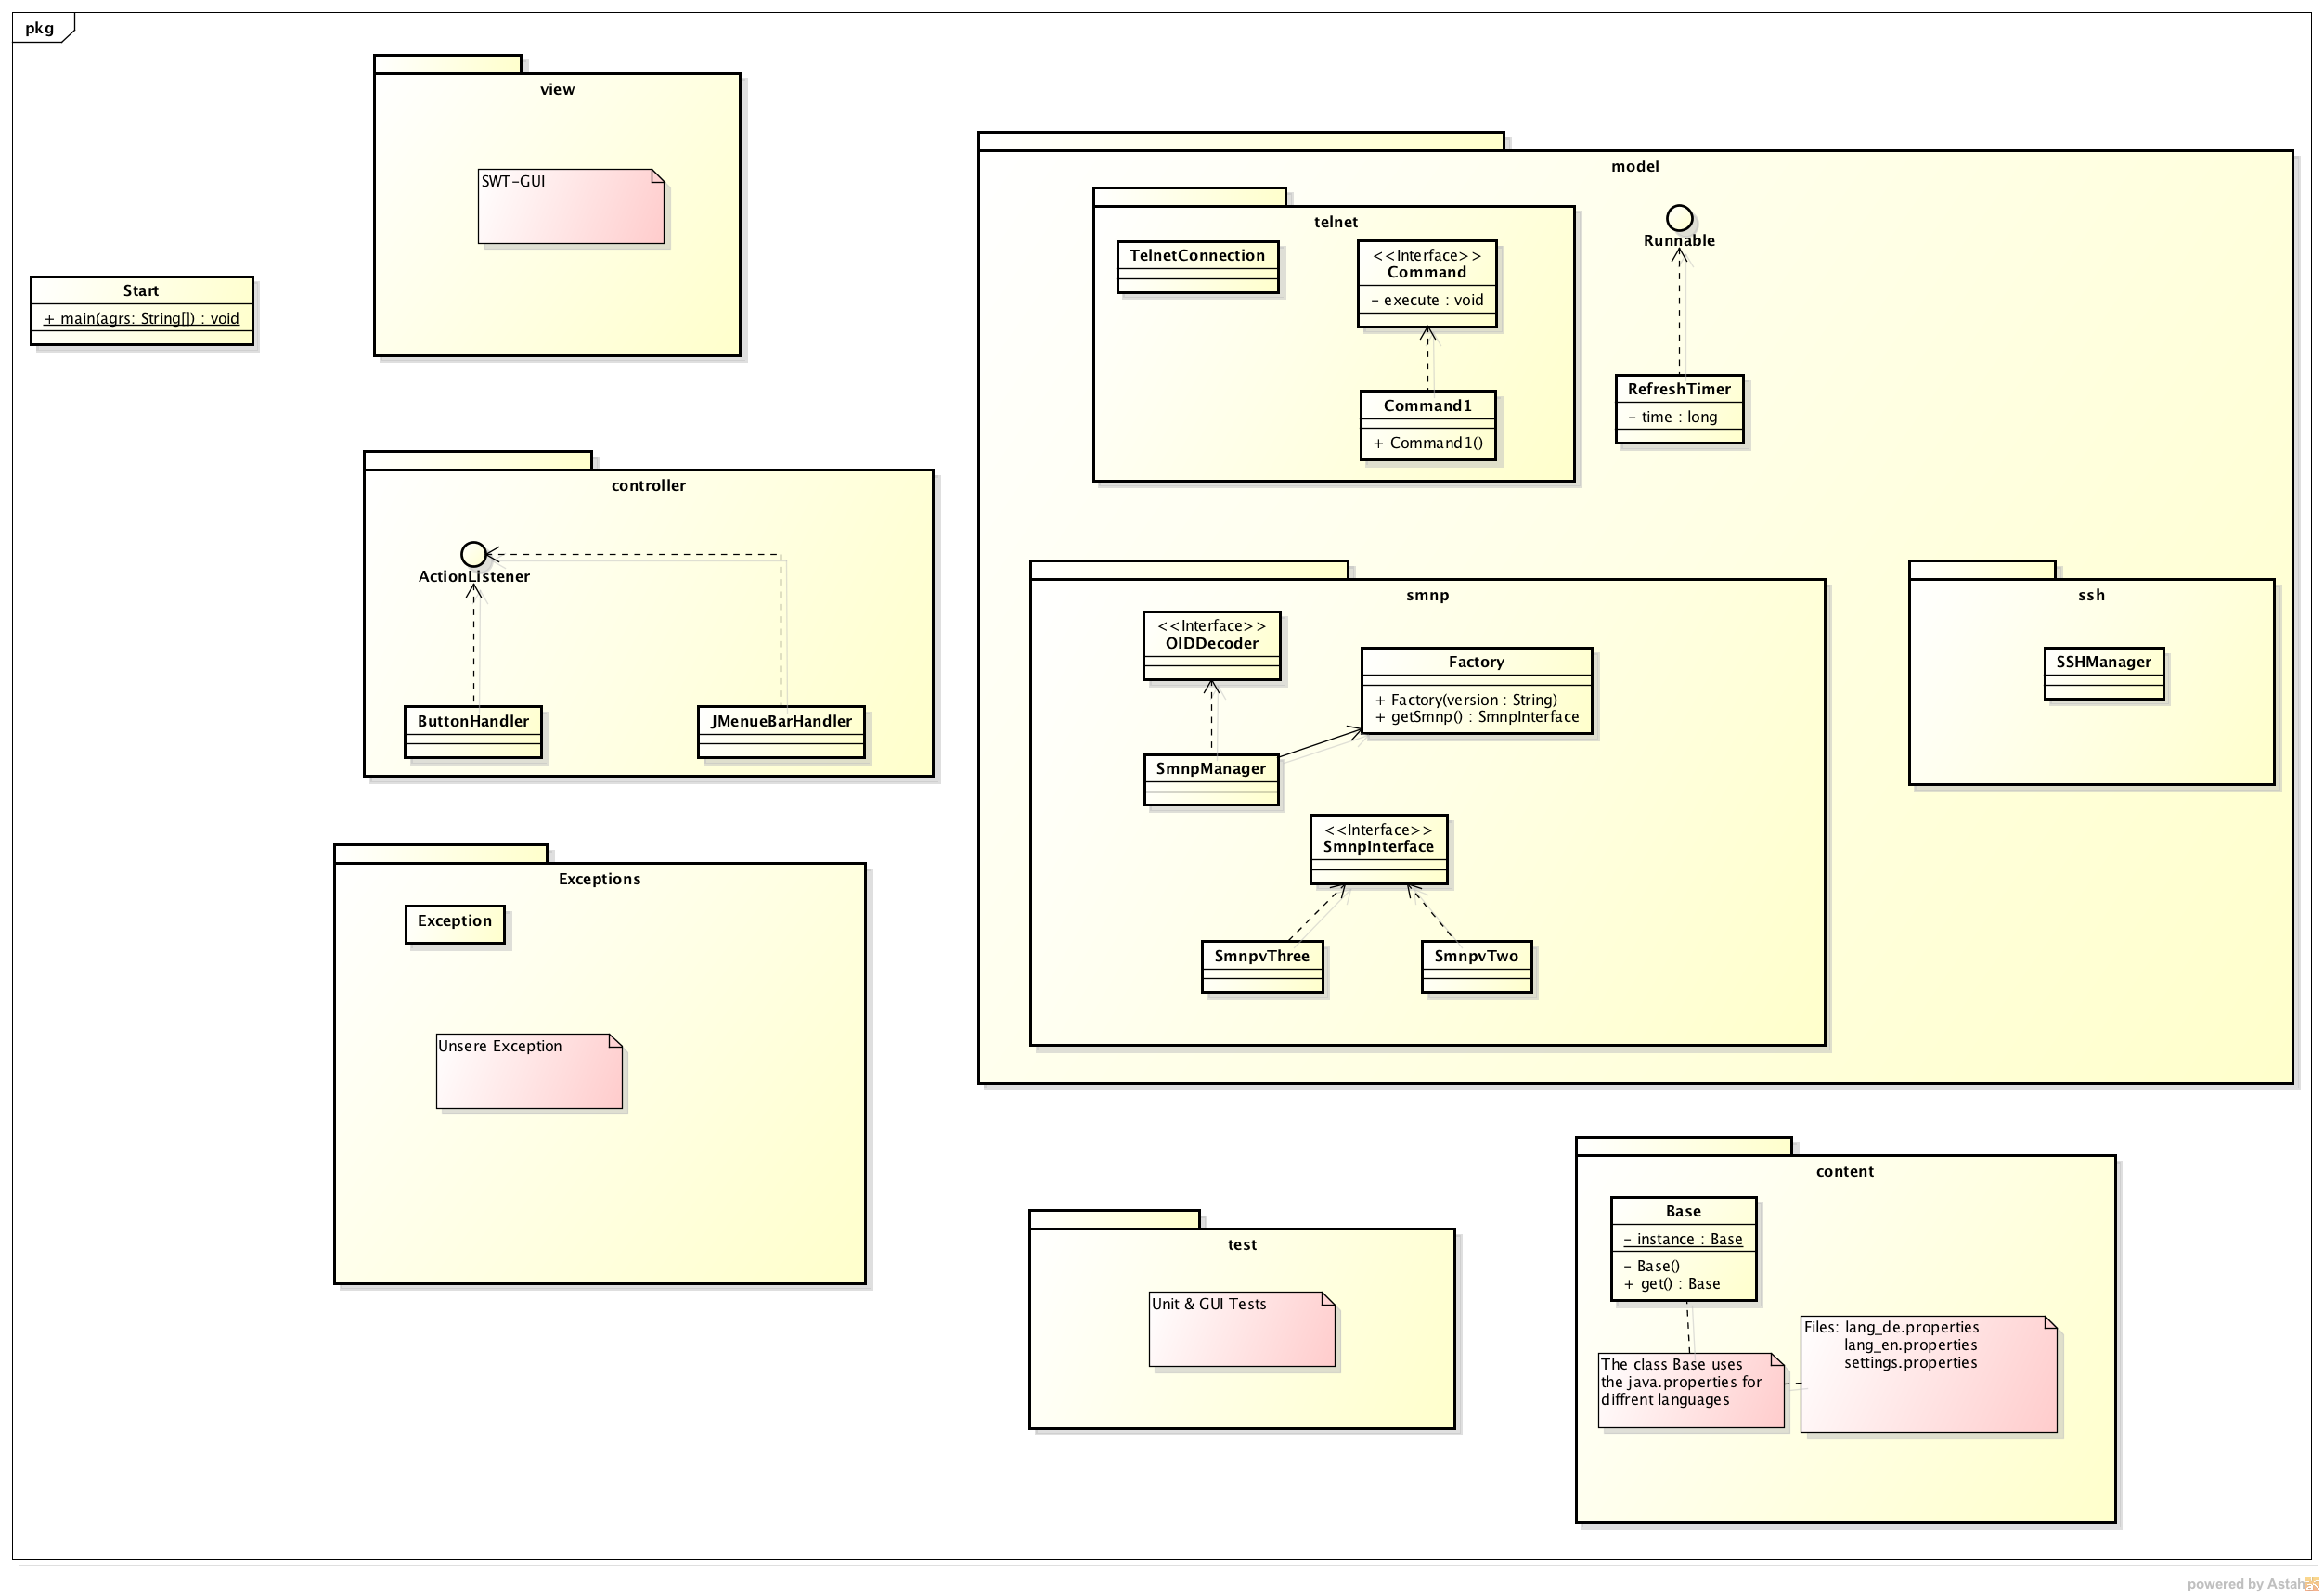 pkg
view
SWT-GUI
Start
+ main(agrs: String[]) : void
controller
ActionListener
ButtonHandler
JMenueBarHandler
Exceptions
Exception
Unsere Exception
model
telnet
TelnetConnection
<<Interface>>
Command
- execute : void
Command1
+ Command1()
Runnable
RefreshTimer
- time : long
smnp
<<Interface>>
OIDDecoder
Factory
+ Factory(version : String)
+ getSmnp() : SmnpInterface
SmnpManager
<<Interface>>
SmnpInterface
SmnpvThree
SmnpvTwo
ssh
SSHManager
test
Unit & GUI Tests
content
Base
- instance : Base
- Base()
+ get() : Base
The class Base uses
the java.properties for
diffrent languages
Files: lang_de.properties
lang_en.properties
settings.properties
powered by Astah